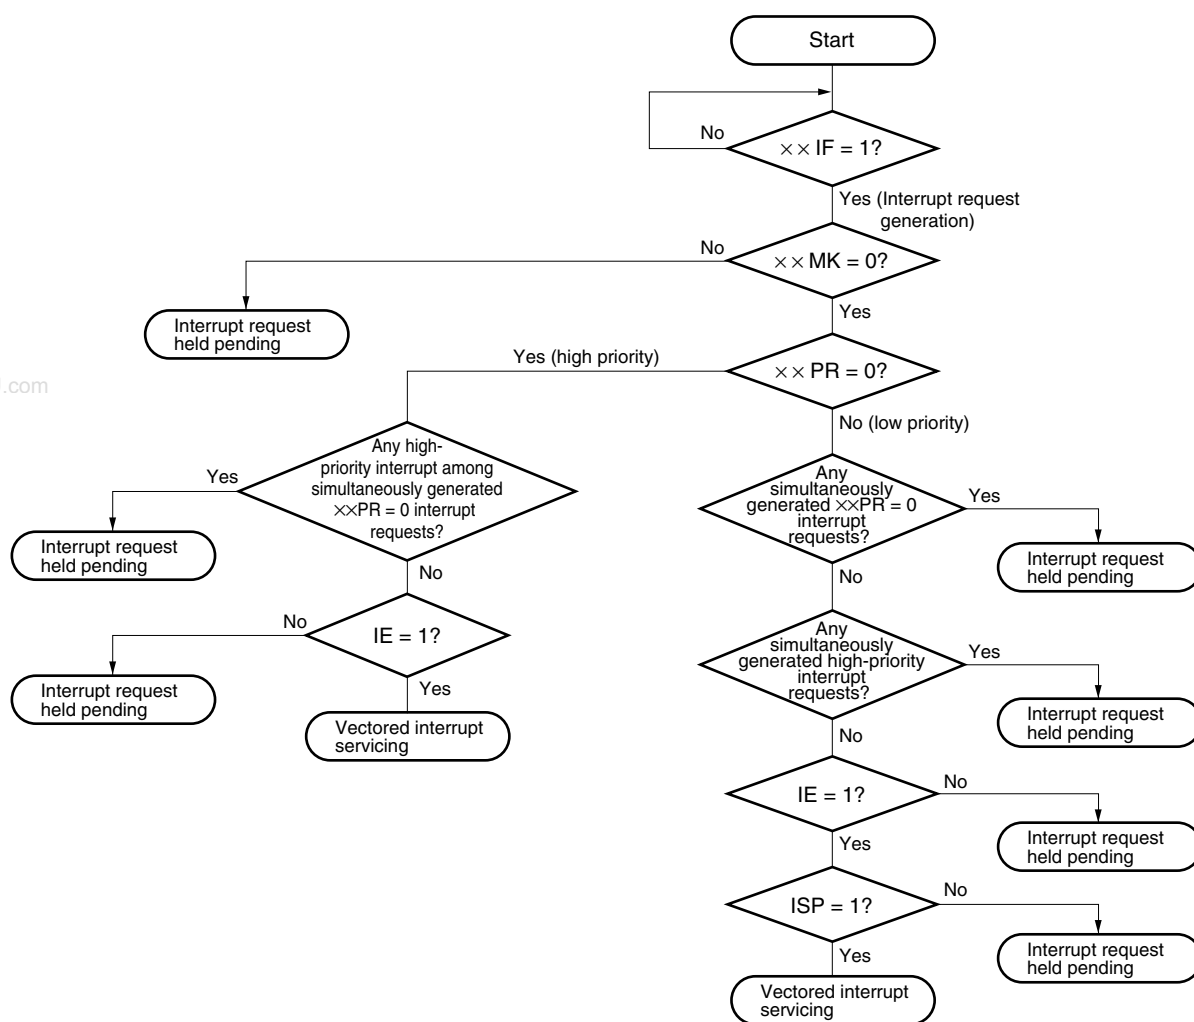 Start
No
×× IF = 1?
Yes (Interrupt request
generation)
No
×× MK = 0?
Interrupt request
held pending
Yes
Yes (high priority)
×× PR = 0?
.com
No (low priority)
Any high-
priority interrupt among
simultaneously generated
××PR = 0 interrupt
requests?
Yes
Interrupt request
held pending
No
Any
simultaneously
generated ××PR = 0
interrupt
requests?
Yes
Interrupt request
held pending
No
IE = 1?
No
Interrupt request
held pending
Yes
Vectored interrupt
servicing
Any
simultaneously
generated high-priority
interrupt
requests?
Yes
Interrupt request
held pending
No
IE = 1?
No
Interrupt request
held pending
Yes
ISP = 1?
No
Interrupt request
held pending
Yes
Vectored interrupt
servicing